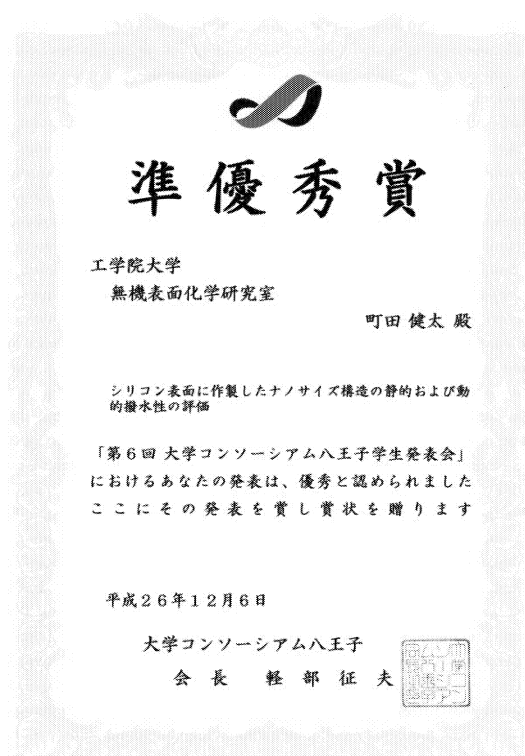 準優秀賞
工学院大学
無機表面化学研究室
町田 健太 殿
シリコン表面に作製したナノサイズ構造の静的および動
的撥水性の評価
「第6回 大学コンソーシアム八王子学生発表会」
におけるあなたの発表は、優秀と認められました
ここにその発表を賞し賞状を贈ります
平成26年12月6日
大学コンソーシアム八王子
会長 軽部征夫